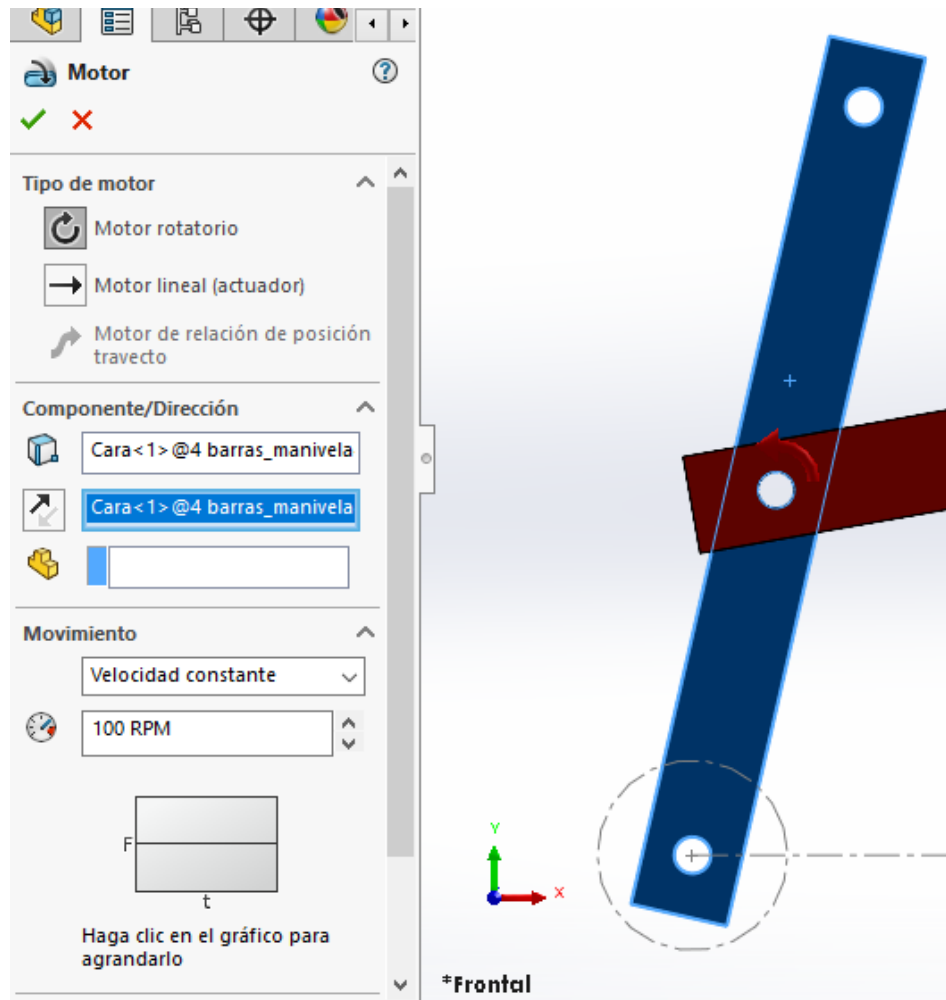 Motor
Tipo de motor
Motor rotatorio
Motor lineal (actuador)
Motor de relación de posición
travecto
Componente/Dirección
Cara<1>@4 barras_manivela
Cara<1>@4 barras_manivela
Movimiento
Velocidad constante
100 RPM
F
t
Haga clic en el gráfico para
agrandarlo
Y
X
*Frontal